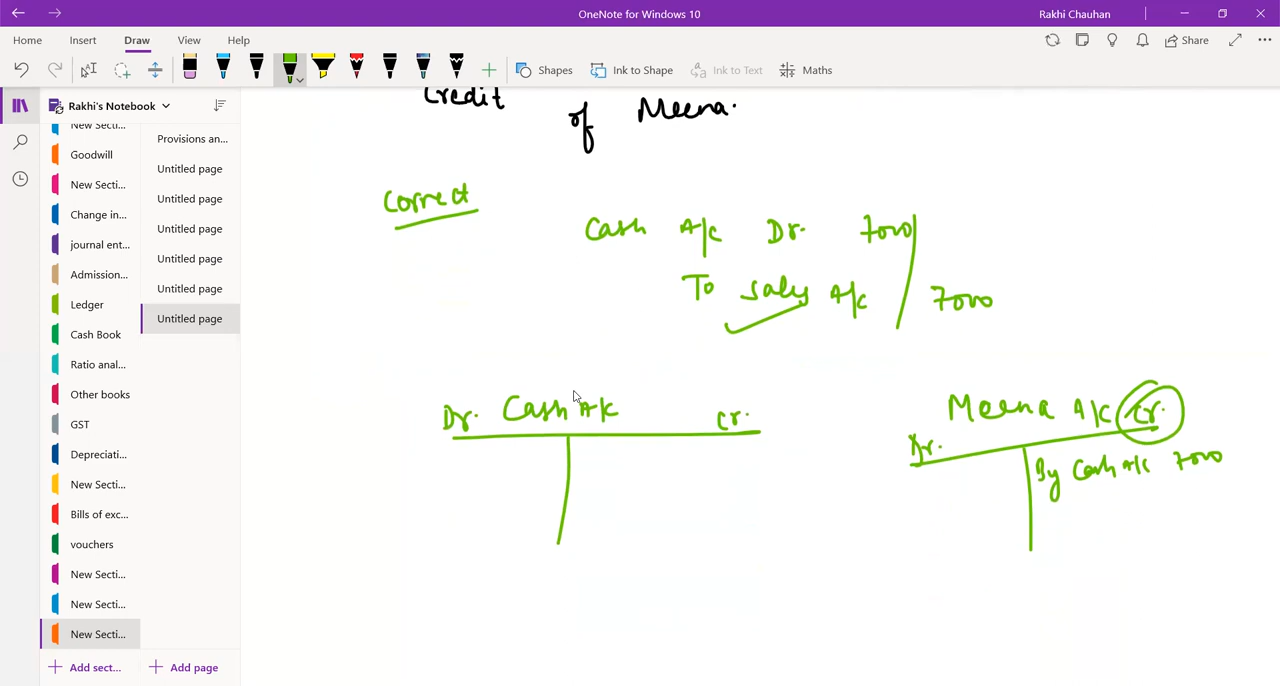 OneNote for Windows 10
Rakhi Chauhan
Home Insert Draw View Help
Share
Shapes Ink to Shape Ink to Text Maths
Rakhi's Notebook
New Secti...
Goodwill
New Secti...
Change in...
journal ent...
Admission...
Ledger
Cash Book
Ratio anal...
Other books
GST
Depreciati...
New Secti...
Bills of exc...
vouchers
New Secti...
New Secti...
New Secti...
Add sect...
Provisions an...
Untitled page
Untitled page
Untitled page
Untitled page
Untitled page
Untitled page
Add page
Credit of Meena.
Correct
Cash A/c Dr. 7000
To Sales A/c 7000
Dr. Cash A/c Cr.
Meena A/c Cr.
Dr.
By Cash A/c 7000